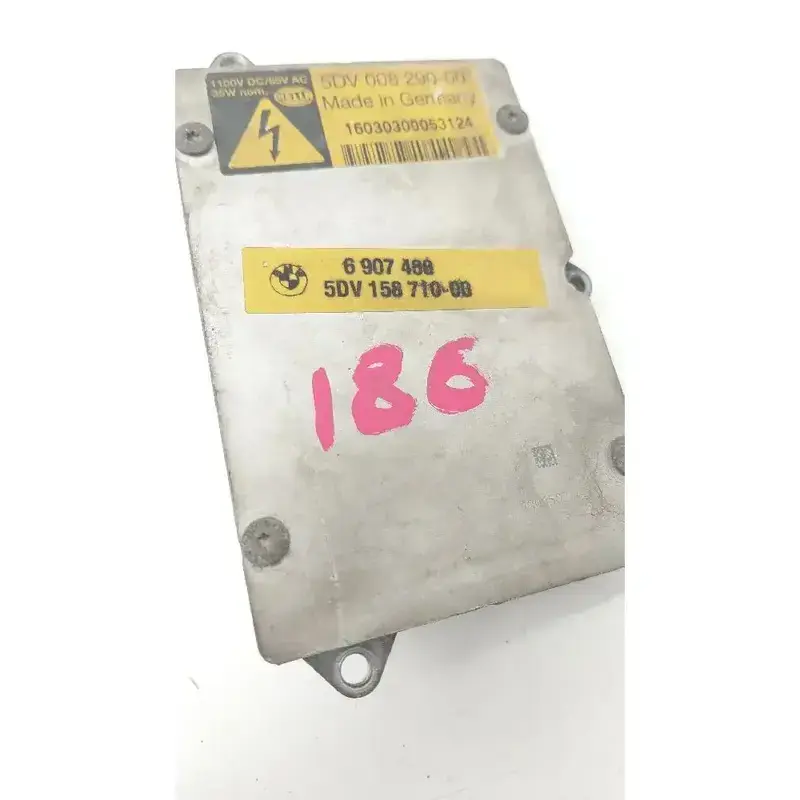 1100V DC/85V AC
35W nom.
HELLA
5DV 008 290-00
Made in Germany
16030300053124
6 907 488
5DV 158 710-00
186